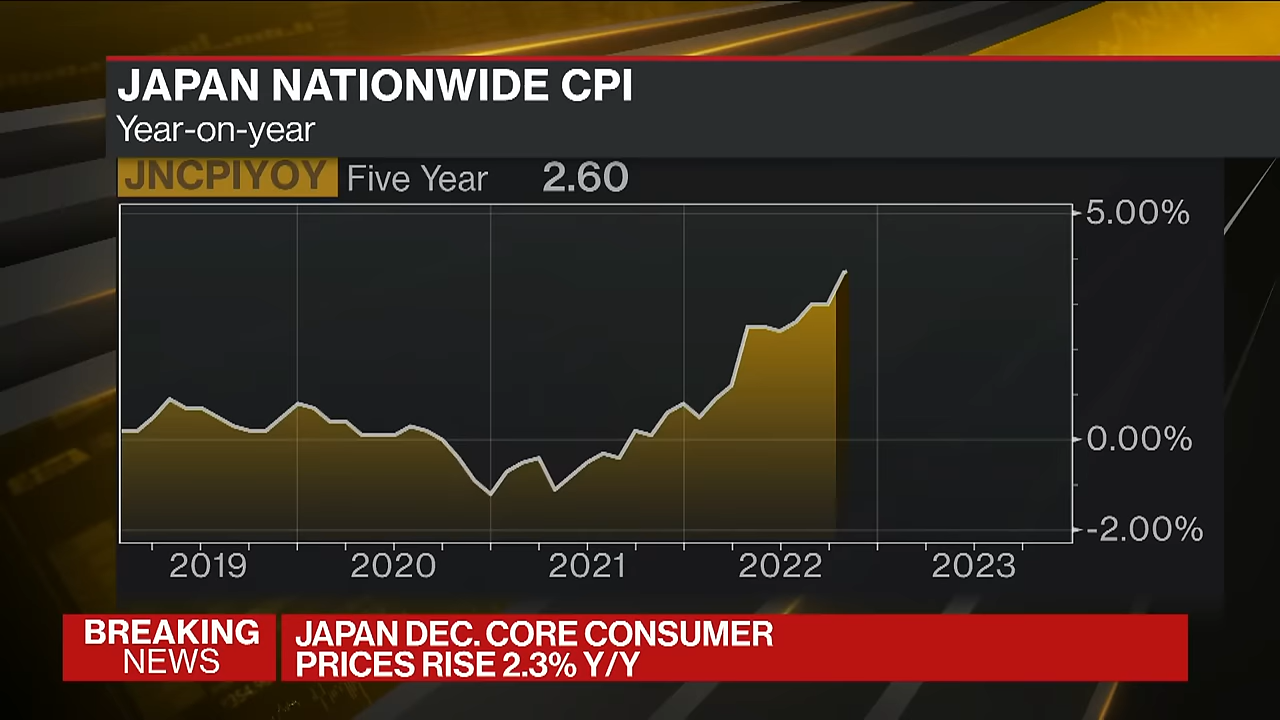 JAPAN NATIONWIDE CPI
Year-on-year
JNCPIYOY Five Year 2.60
5.00%
0.00%
-2.00%
2019 2020 2021 2022 2023
BREAKING NEWS
JAPAN DEC. CORE CONSUMER
PRICES RISE 2.3% Y/Y